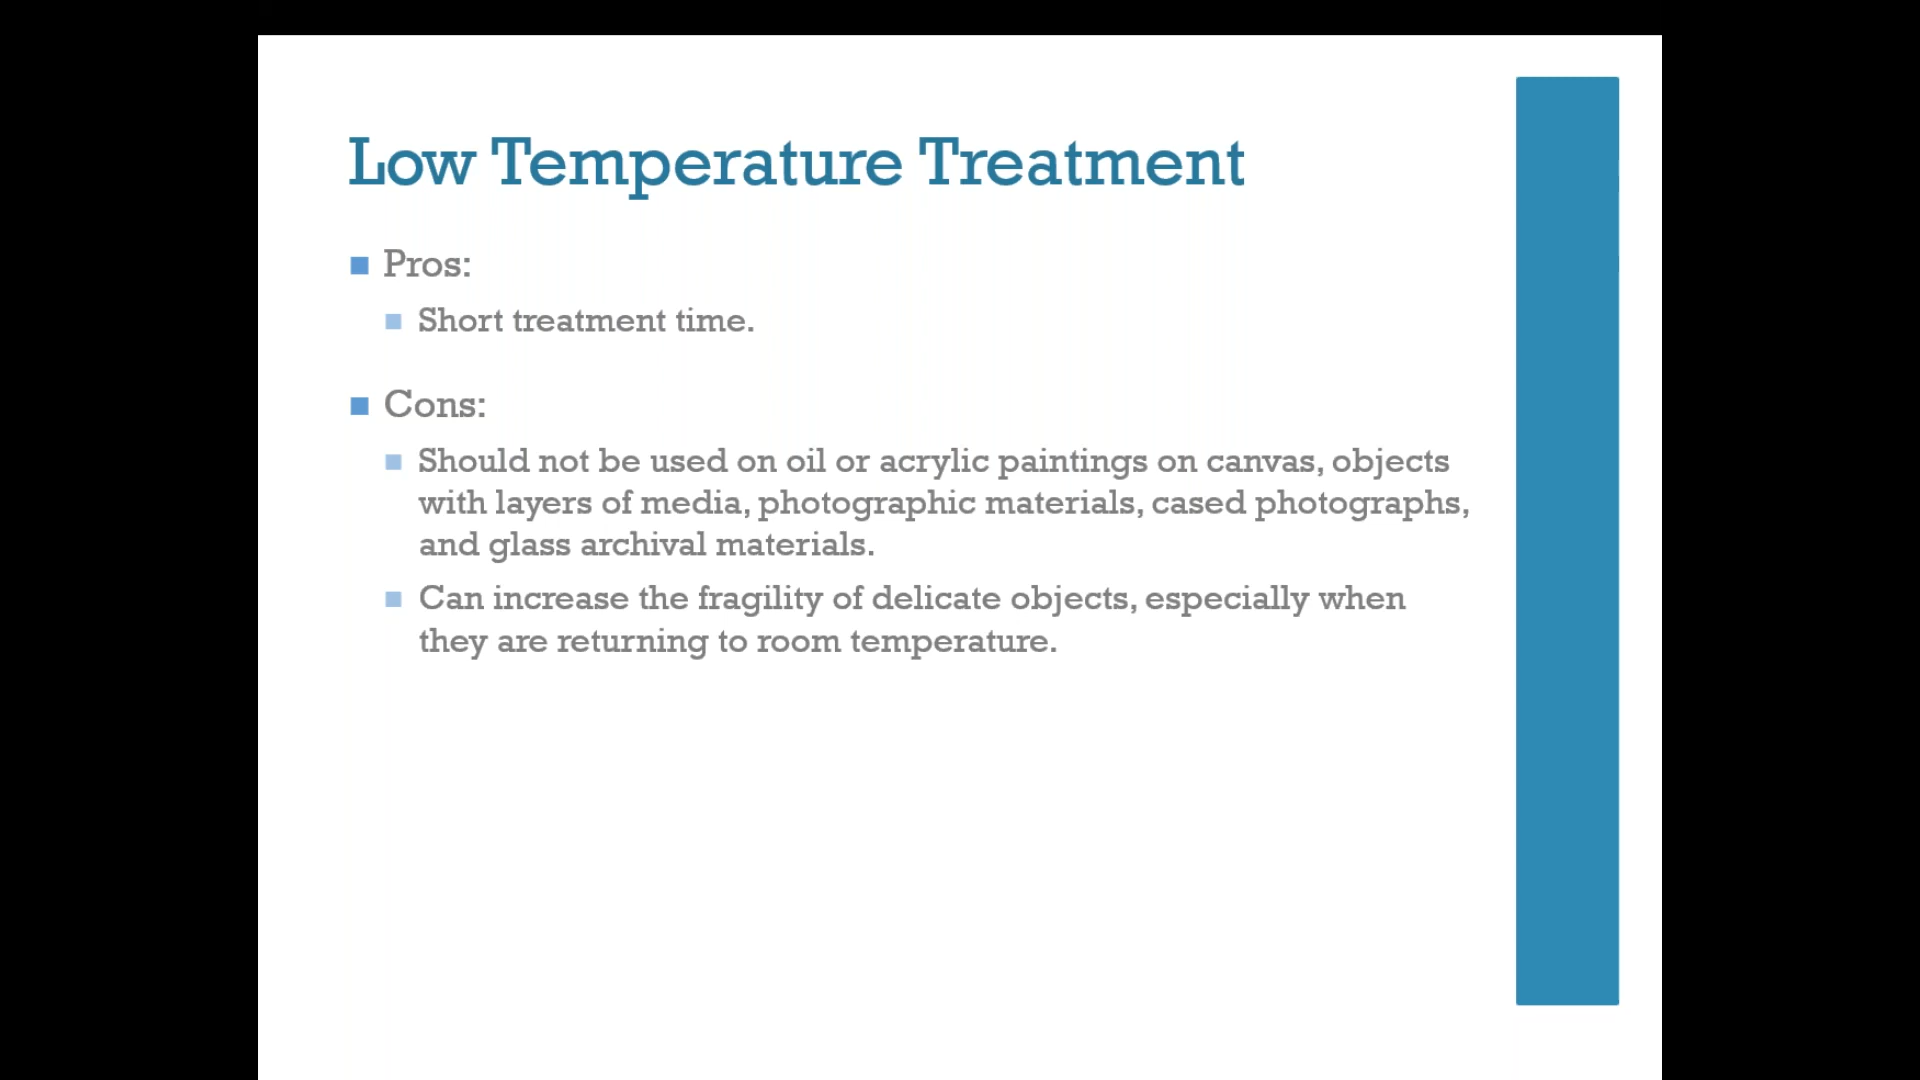 Low Temperature Treatment
Pros:
Short treatment time.
Cons:
Should not be used on oil or acrylic paintings on canvas, objects
with layers of media, photographic materials, cased photographs,
and glass archival materials.
Can increase the fragility of delicate objects, especially when
they are returning to room temperature.